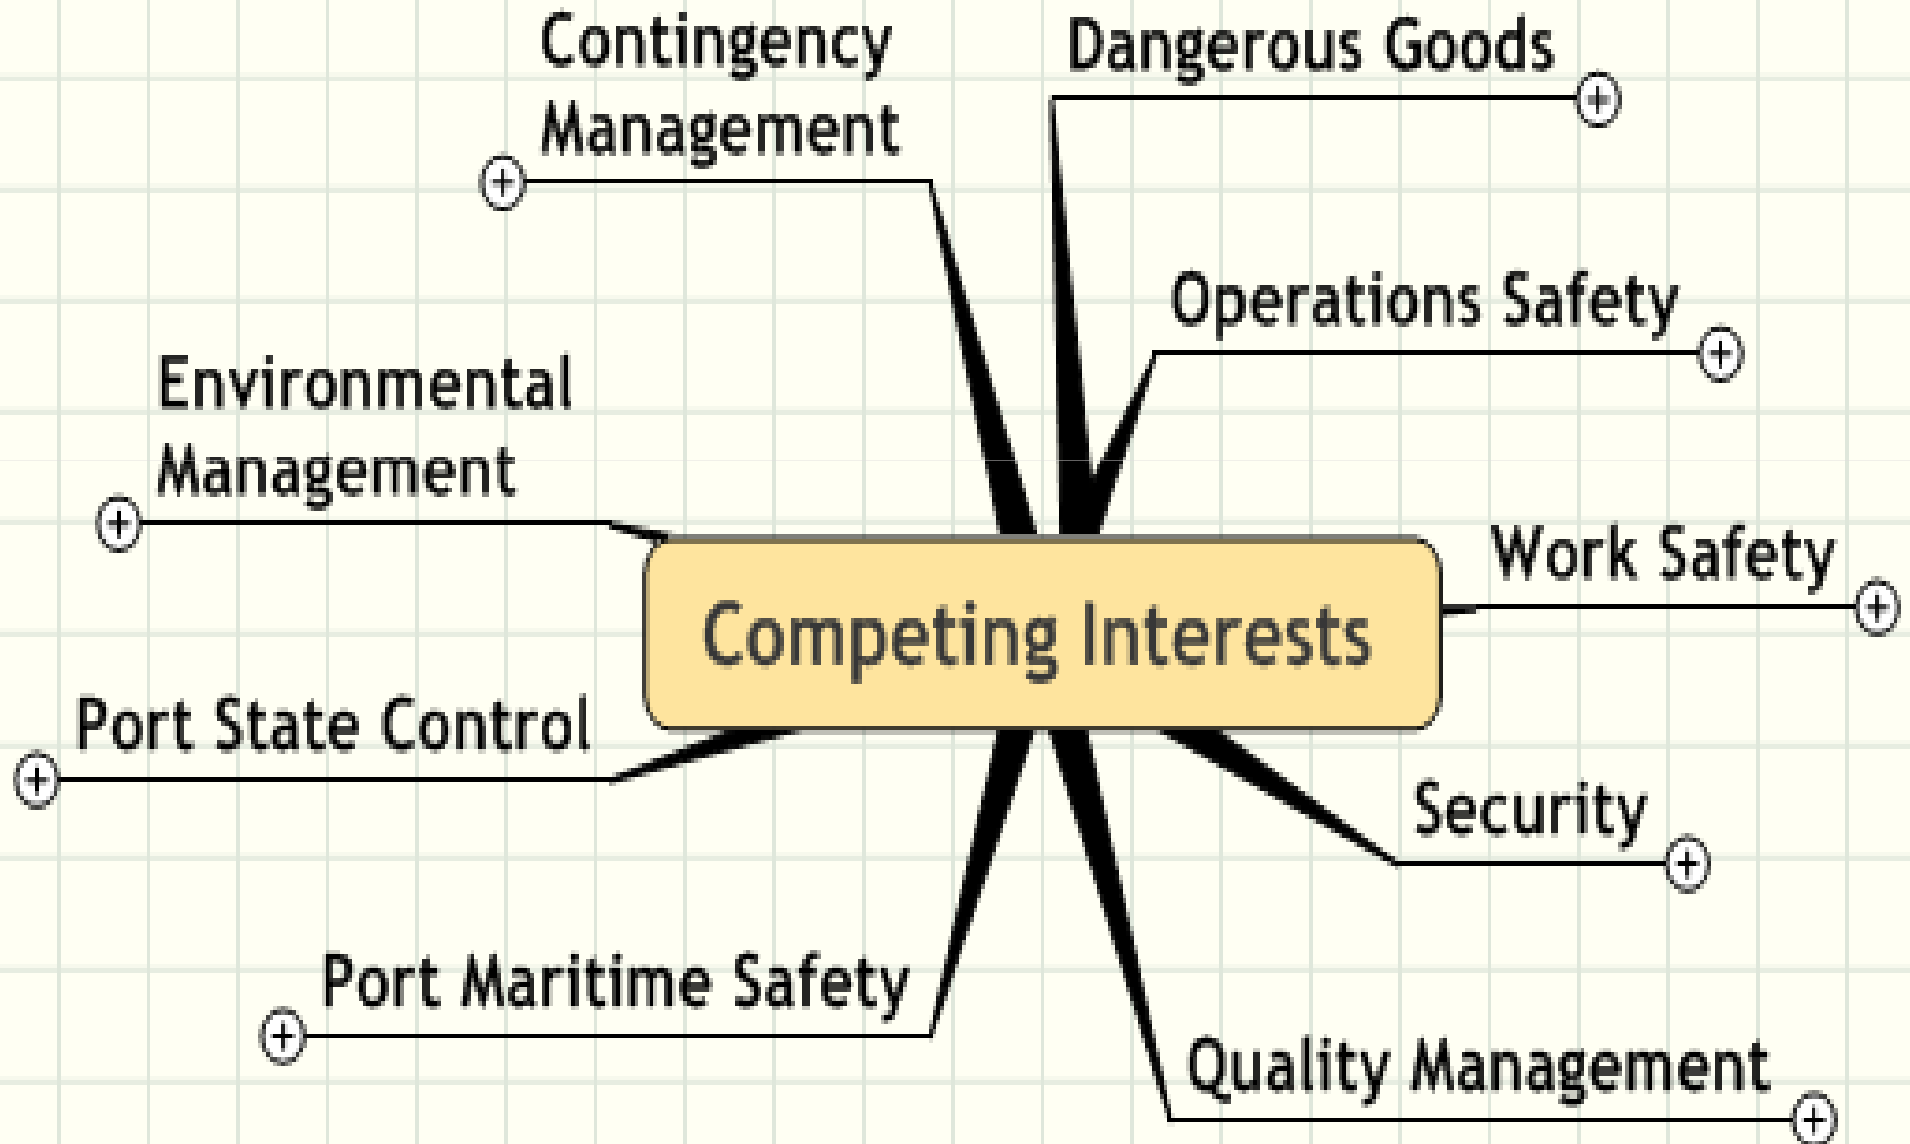 Contingency
Management
Dangerous Goods
Operations Safety
Environmental
Management
Work Safety
Competing Interests
Port State Control
Security
Port Maritime Safety
Quality Management